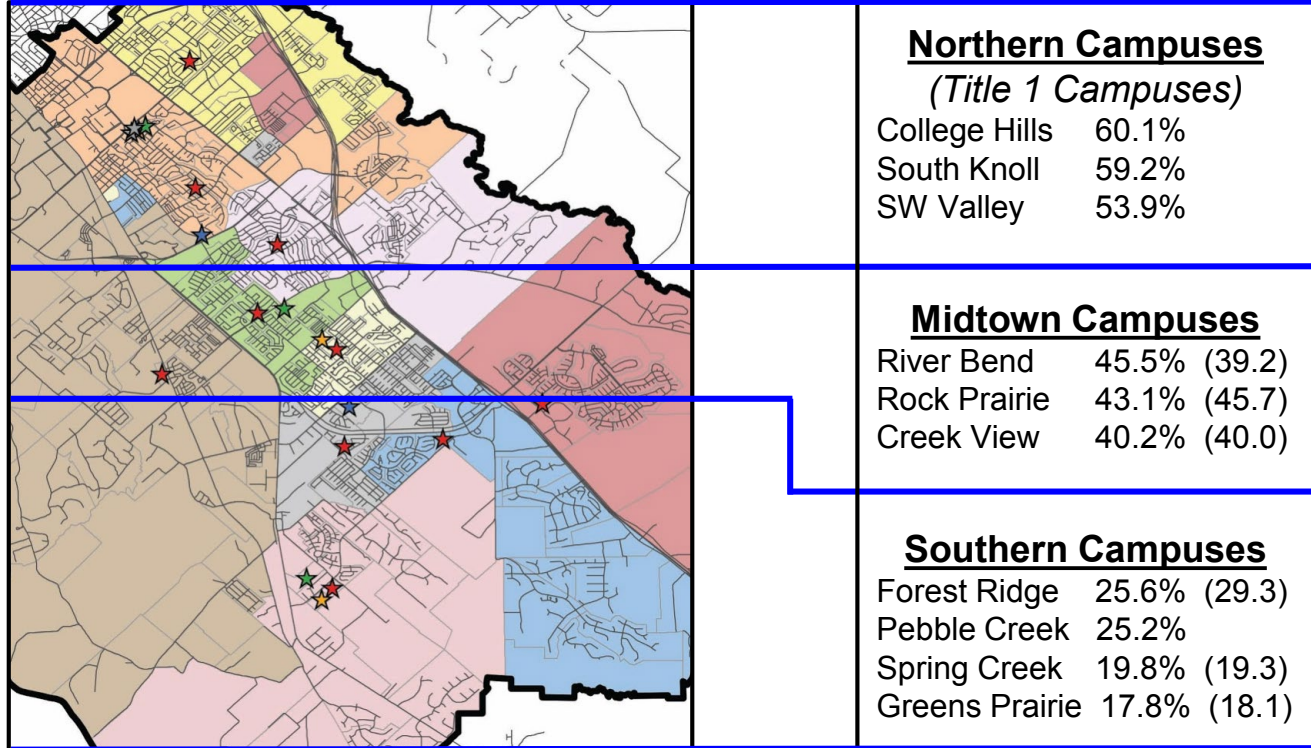 Northern Campuses
(Title 1 Campuses)
College Hills 60.1%
South Knoll 59.2%
SW Valley 53.9%
Midtown Campuses
River Bend 45.5% (39.2)
Rock Prairie 43.1% (45.7)
Creek View 40.2% (40.0)
Southern Campuses
Forest Ridge 25.6% (29.3)
Pebble Creek 25.2%
Spring Creek 19.8% (19.3)
Greens Prairie 17.8% (18.1)